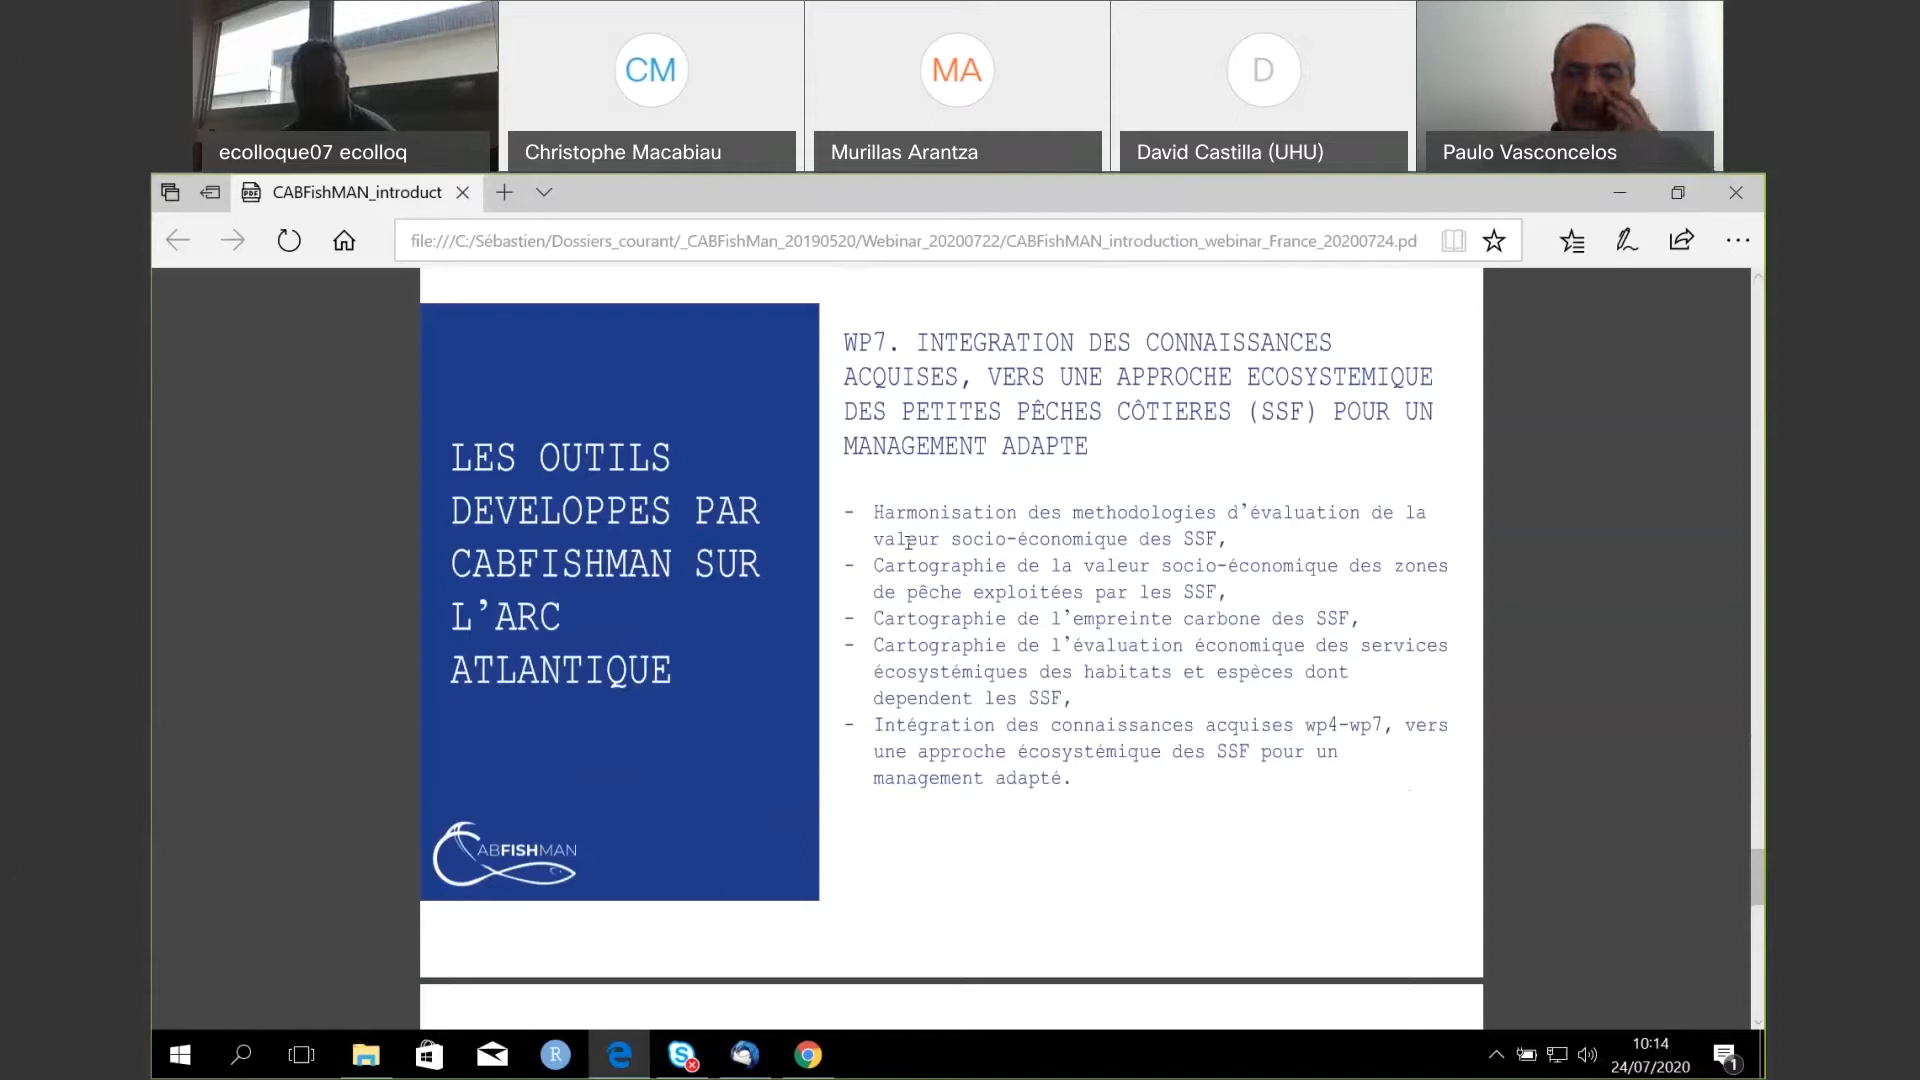 CM
MA
D
ecolloque07 ecolloq
Christophe Macabiau
Murillas Arantza
David Castilla (UHU)
Paulo Vasconcelos
PDF
CABFishMAN_introduct
file:///C:/Sébastien/Dossiers_courant/_CABFishMan_20190520/Webinar_20200722/CABFishMAN_introduction_webinar_France_20200724.pd
LES OUTILS
DEVELOPPES PAR
CABFISHMAN SUR
L’ARC
ATLANTIQUE
CABFISHMAN
WP7. INTEGRATION DES CONNAISSANCES
ACQUISES, VERS UNE APPROCHE ECOSYSTEMIQUE
DES PETITES PÊCHES CÔTIERES (SSF) POUR UN
MANAGEMENT ADAPTE
- Harmonisation des methodologies d’évaluation de la
valeur socio-économique des SSF,
- Cartographie de la valeur socio-économique des zones
de pêche exploitées par les SSF,
- Cartographie de l’empreinte carbone des SSF,
- Cartographie de l’évaluation économique des services
écosystémiques des habitats et espèces dont
dependent les SSF,
- Intégration des connaissances acquises wp4-wp7, vers
une approche écosystémique des SSF pour un
management adapté.
R
10:14
24/07/2020
1